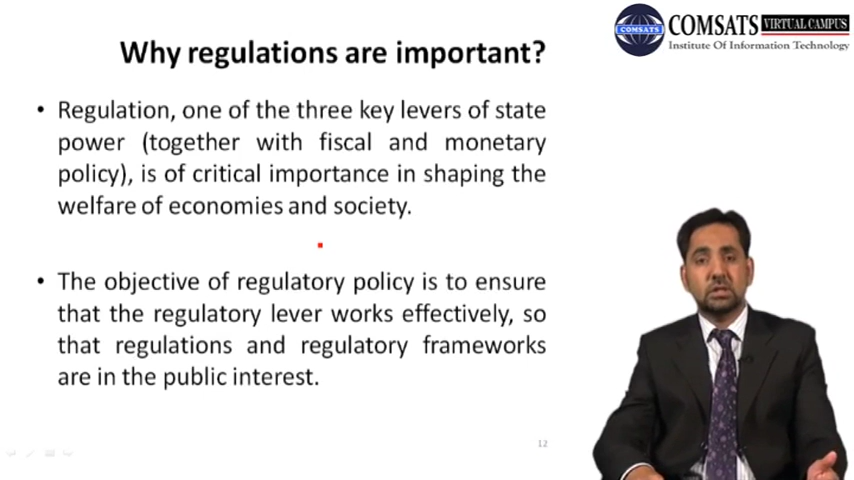 COMSATS VIRTUAL CAMPUS
COMSATS
Institute Of Information Technology
Why regulations are important?
• Regulation, one of the three key levers of state
power (together with fiscal and monetary
policy), is of critical importance in shaping the
welfare of economies and society.
• The objective of regulatory policy is to ensure
that the regulatory lever works effectively, so
that regulations and regulatory frameworks
are in the public interest.
12